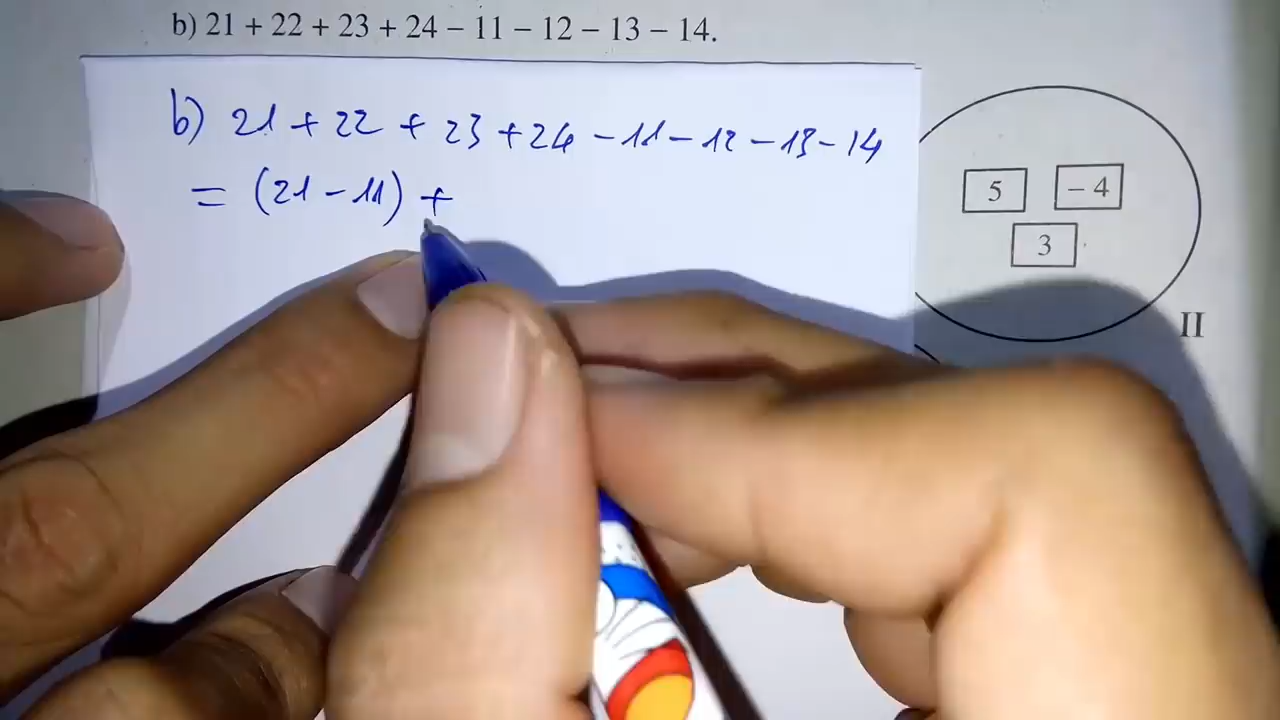 b) 21 + 22 + 23 + 24 – 11 – 12 – 13 – 14.
b) 21 + 22 + 23 + 24 - 11 - 12 - 13 - 14
= (21 - 11) +
5
– 4
3
II